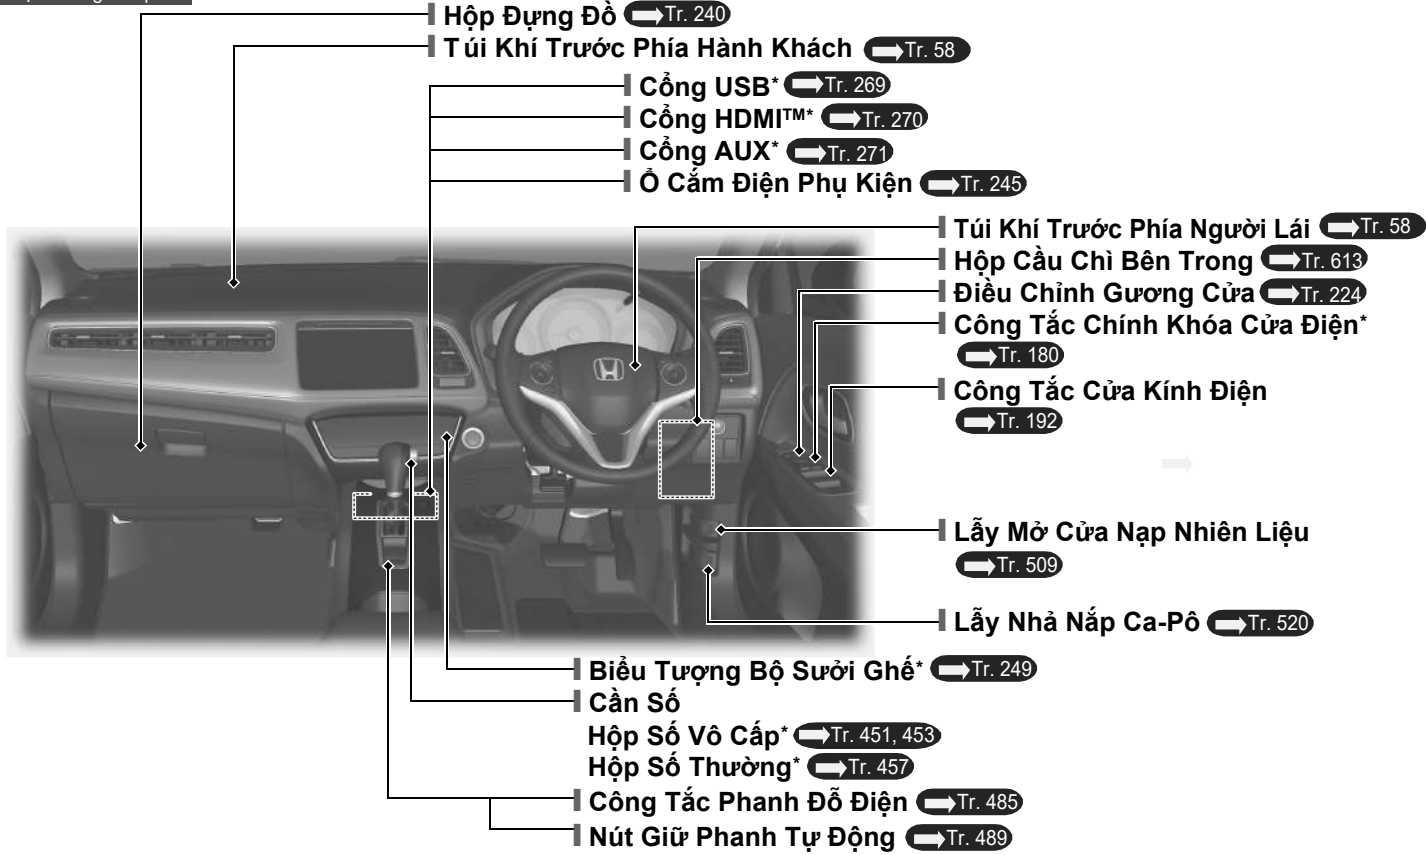 Hộp Đựng Đồ Tr. 240
Túi Khí Trước Phía Hành Khách Tr. 58
Cổng USB* Tr. 269
Cổng HDMI™* Tr. 270
Cổng AUX* Tr. 271
Ổ Cắm Điện Phụ Kiện Tr. 245
Túi Khí Trước Phía Người Lái Tr. 58
Hộp Cầu Chì Bên Trong Tr. 613
Điều Chỉnh Gương Cửa Tr. 224
Công Tắc Chính Khóa Cửa Điện*
Tr. 180
Công Tắc Cửa Kính Điện
Tr. 192
Lẫy Mở Cửa Nạp Nhiên Liệu
Tr. 509
Lẫy Nhả Nắp Ca-Pô Tr. 520
Biểu Tượng Bộ Sưởi Ghế* Tr. 249
Cần Số
Hộp Số Vô Cấp* Tr. 451, 453
Hộp Số Thường* Tr. 457
Công Tắc Phanh Đỗ Điện Tr. 485
Nút Giữ Phanh Tự Động Tr. 489